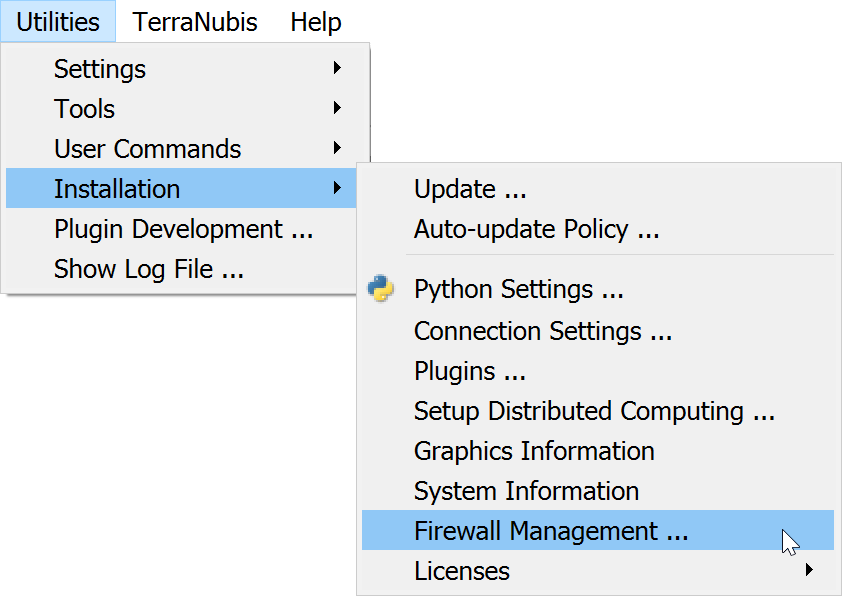 Utilities TerraNubis Help
Settings
Tools
User Commands
Installation
Plugin Development ...
Show Log File ...
Update ...
Auto-update Policy ...
Python Settings ...
Connection Settings ...
Plugins ...
Setup Distributed Computing ...
Graphics Information
System Information
Firewall Management ...
Licenses